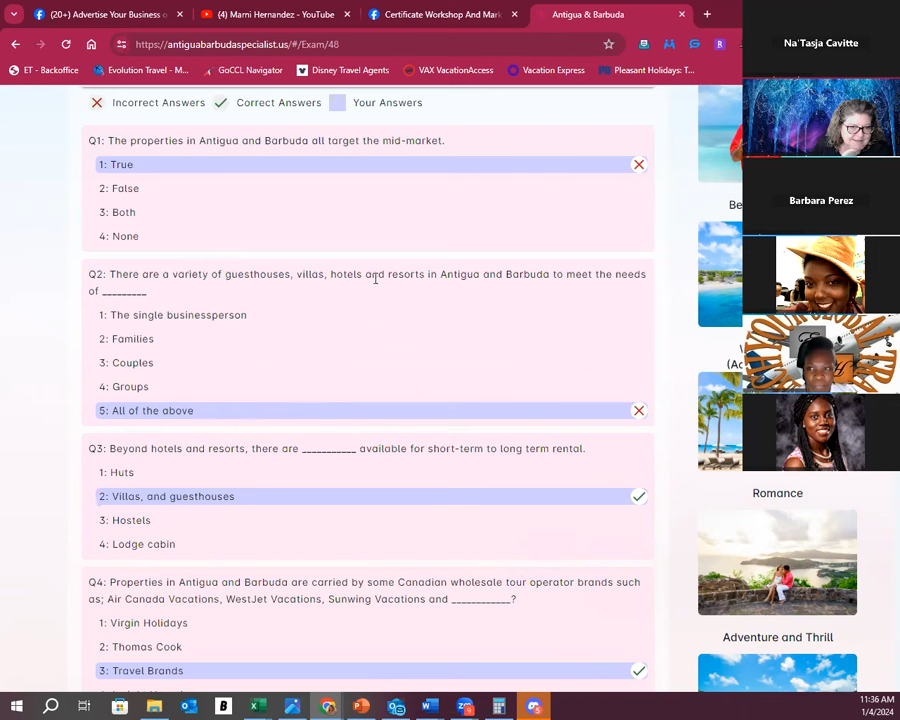 (20+) Advertise Your Business o
(4) Marni Hernandez - YouTube
Certificate Workshop And Mark
Antigua & Barbuda
https://antiguabarbudaspecialist.us/#/Exam/48
ET - Backoffice
Evolution Travel - M...
GoCCL Navigator
Disney Travel Agents
VAX VacationAccess
Vacation Express
Pleasant Holidays: T...
Incorrect Answers
Correct Answers
Your Answers
Q1: The properties in Antigua and Barbuda all target the mid-market.
1: True
2: False
3: Both
4: None
Q2: There are a variety of guesthouses, villas, hotels and resorts in Antigua and Barbuda to meet the needs
of _________
1: The single businessperson
2: Families
3: Couples
4: Groups
5: All of the above
Q3: Beyond hotels and resorts, there are ___________ available for short-term to long term rental.
1: Huts
2: Villas, and guesthouses
3: Hostels
4: Lodge cabin
Q4: Properties in Antigua and Barbuda are carried by some Canadian wholesale tour operator brands such
as; Air Canada Vacations, WestJet Vacations, Sunwing Vacations and ____________?
1: Virgin Holidays
2: Thomas Cook
3: Travel Brands
Be
(Ac
Romance
Adventure and Thrill
Na'Tasja Cavitte
Barbara Perez
11:36 AM
1/4/2024